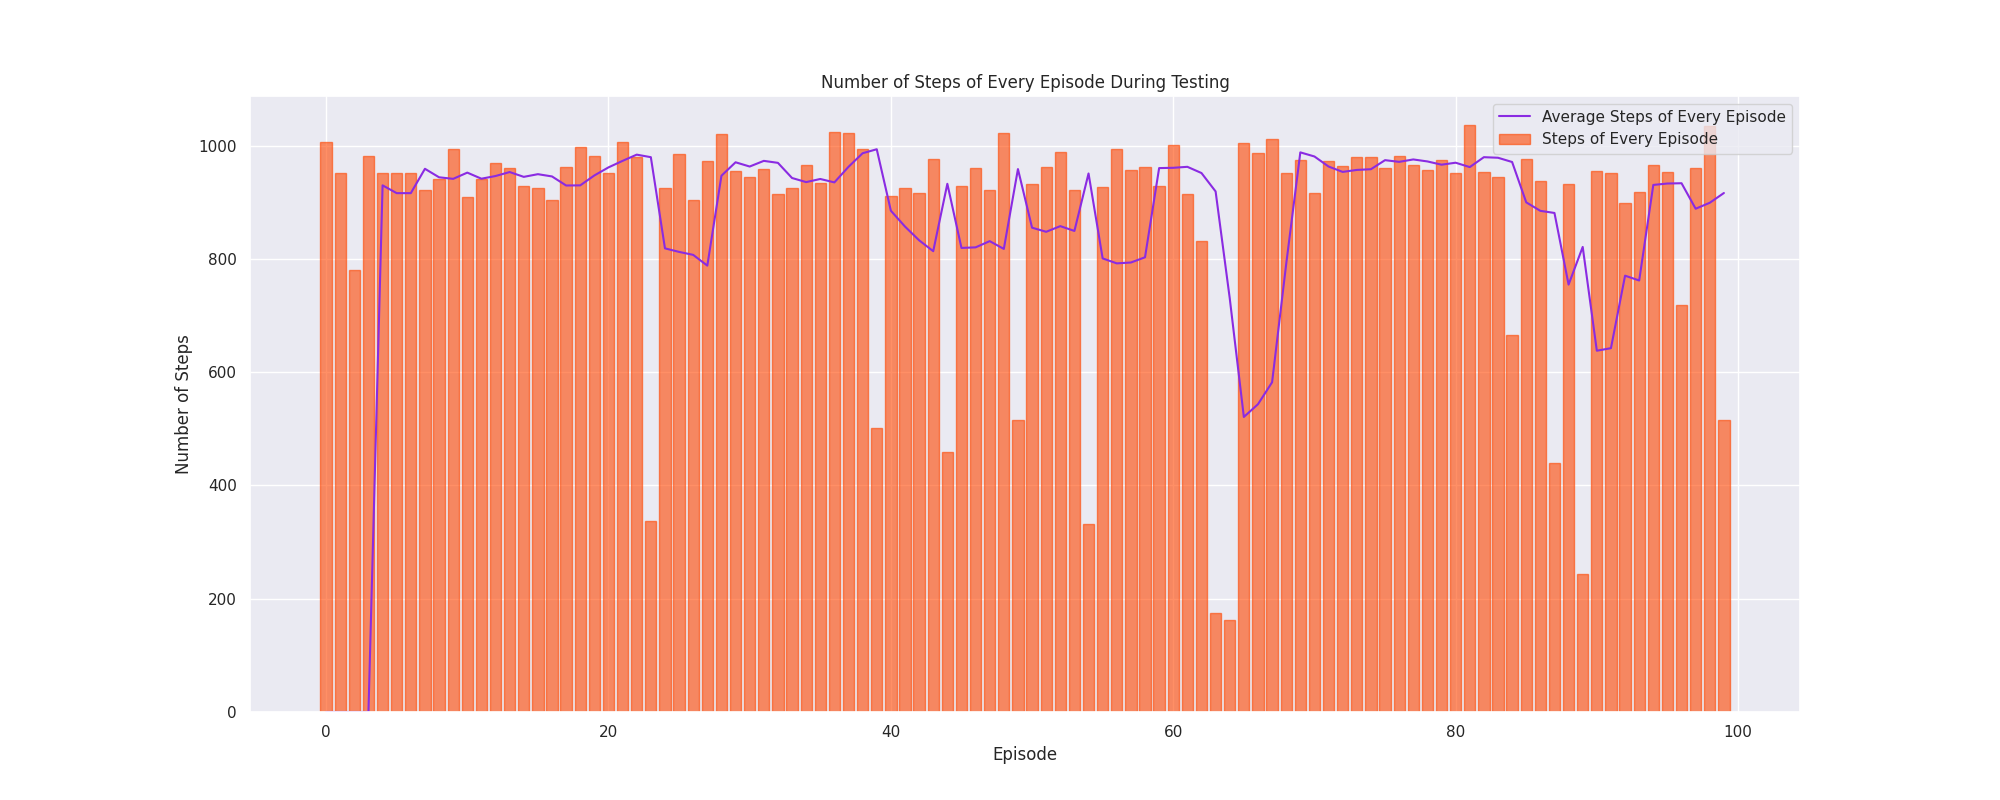 Number of Steps of Every Episode During Testing
Average Steps of Every Episode
Steps of Every Episode
1000
800
600
400
200
0
Number of Steps
0 20 40 60 80 100
Episode